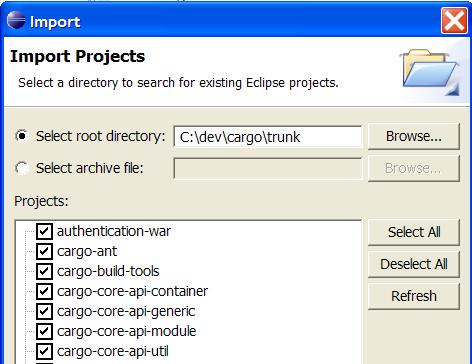 Import
Import Projects
Select a directory to search for existing Eclipse projects.
Select root directory: C:\dev\cargo\trunk Browse...
Select archive file: Browse...
Projects:
authentication-war Select All
cargo-ant
cargo-build-tools Deselect All
cargo-core-api-container Refresh
cargo-core-api-generic
cargo-core-api-module
cargo-core-api-util